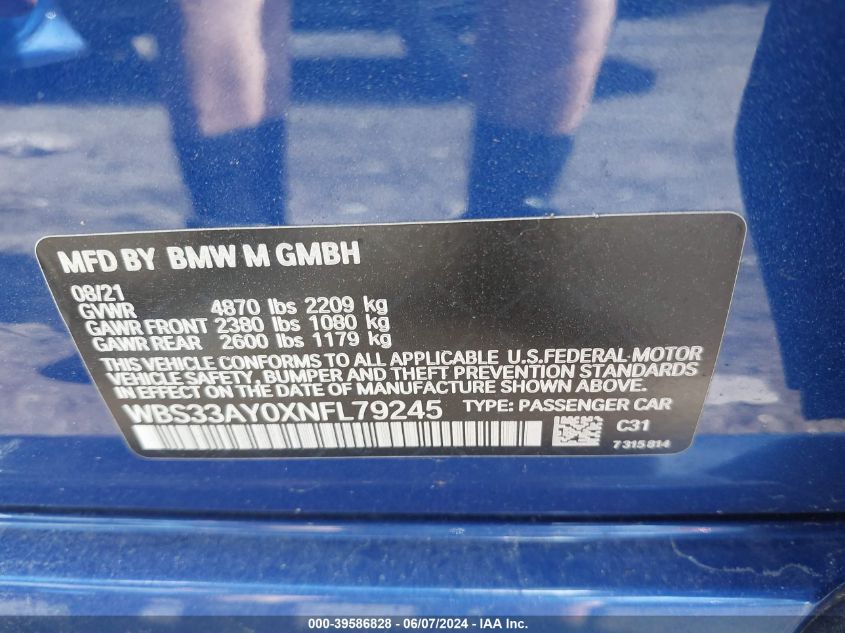 MFD BY BMW M GMBH
08/21
GVWR 4870 lbs 2209 kg
GAWR FRONT 2380 lbs 1080 kg
GAWR REAR 2600 lbs 1179 kg
THIS VEHICLE CONFORMS TO ALL APPLICABLE U.S.FEDERAL MOTOR
VEHICLE SAFETY, BUMPER AND THEFT PREVENTION STANDARDS
IN EFFECT ON THE DATE OF MANUFACTURE SHOWN ABOVE.
WBS33AY0XNFL79245 TYPE: PASSENGER CAR
C31
7315814
000-39586828 - 06/07/2024 - IAA Inc.